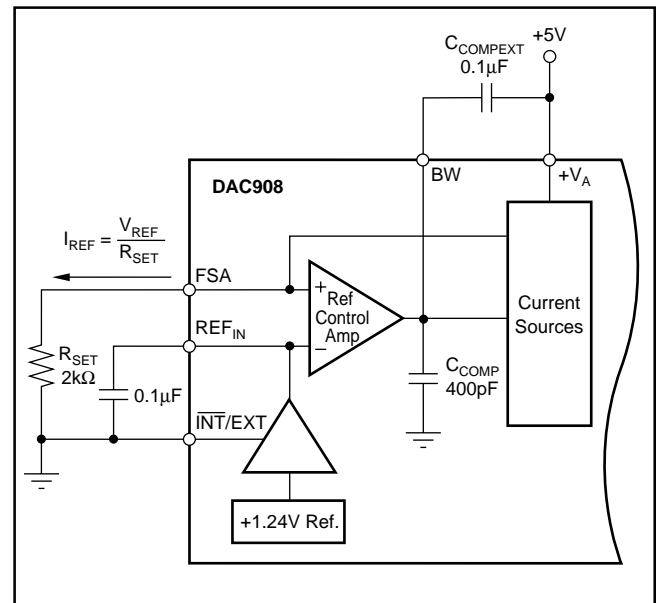 +5V
C_COMPEXT
0.1µF
BW
+V_A
DAC908
I_REF = V_REF / R_SET
FSA
+
Ref
Control
Amp
−
Current
Sources
REF_IN
R_SET
2kΩ
0.1µF
C_COMP
400pF
I̅N̅T̅/EXT
+1.24V Ref.